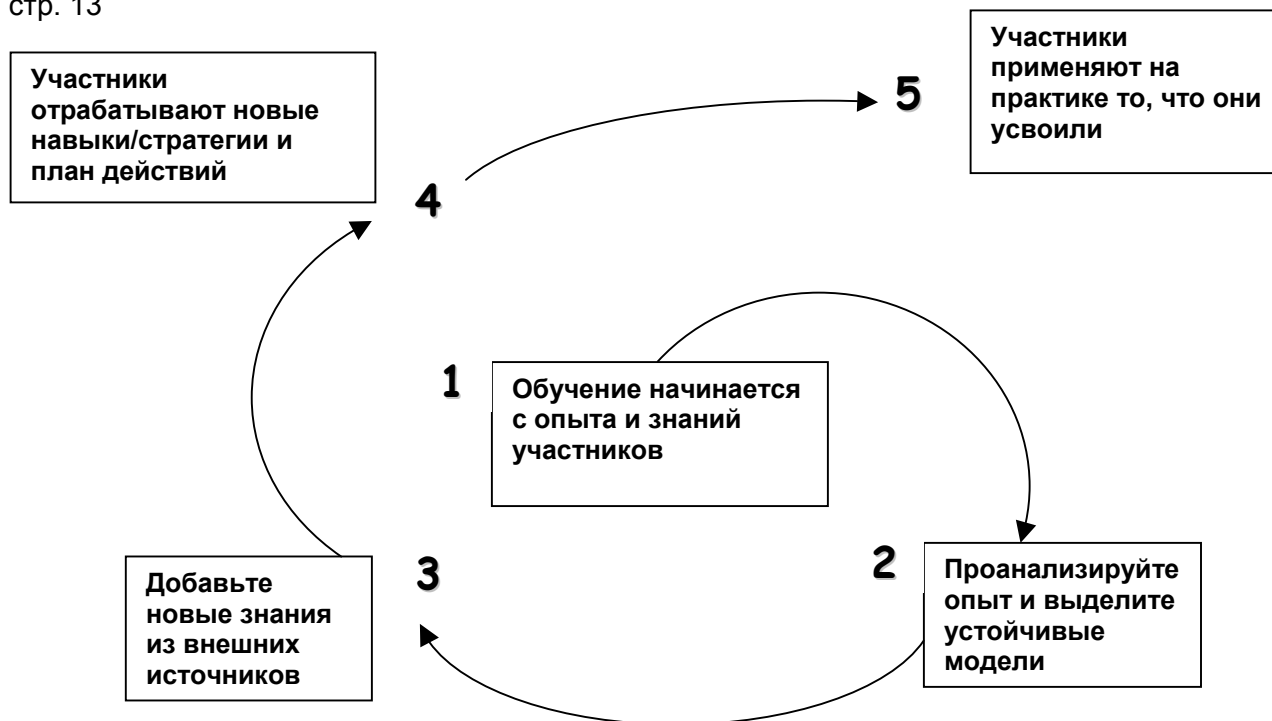 стр. 13
Участники
отрабатывают новые
навыки/стратегии и
план действий
4
5
Участники
применяют на
практике то, что они
усвоили
1
Обучение начинается
с опыта и знаний
участников
2
Проанализируйте
опыт и выделите
устойчивые
модели
3
Добавьте
новые знания
из внешних
источников